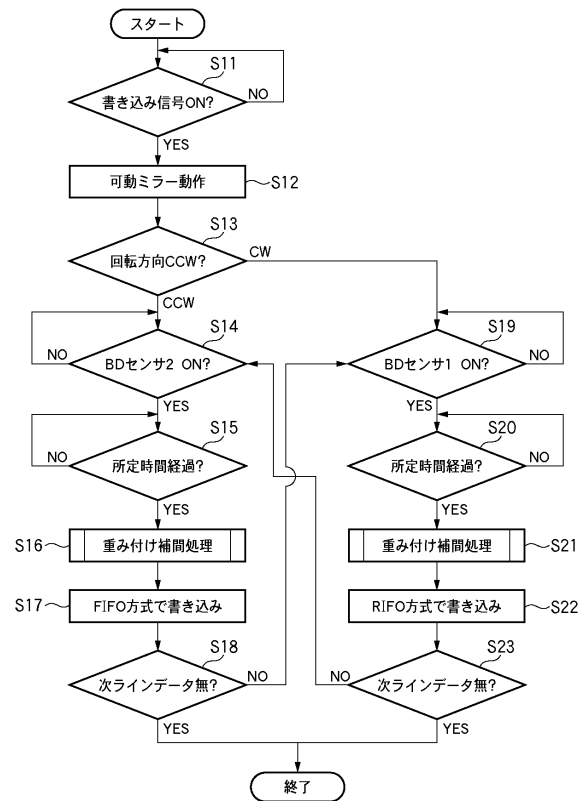 スタート
S11
書き込み信号ON?
NO
YES
可動ミラー動作
S12
S13
回転方向CCW?
CW
CCW
S14
BDセンサ2 ON?
NO
YES
S15
所定時間経過?
NO
YES
S16
重み付け補間処理
S17
FIFO方式で書き込み
S18
次ラインデータ無?
NO
YES
S19
BDセンサ1 ON?
NO
YES
S20
所定時間経過?
NO
YES
重み付け補間処理
S21
RIFO方式で書き込み
S22
S23
次ラインデータ無?
NO
YES
終了